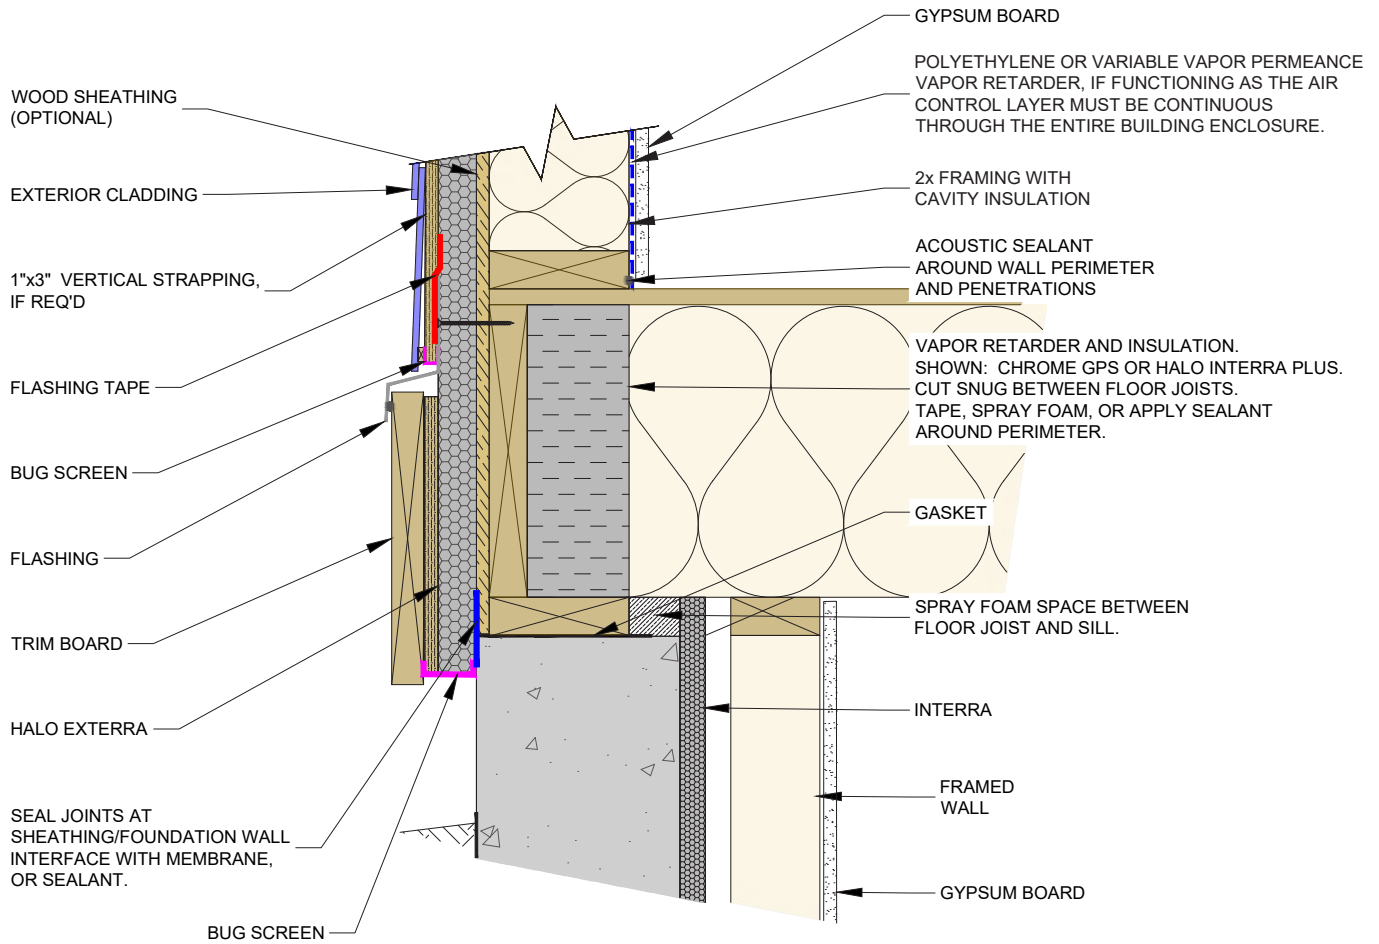 WOOD SHEATHING
(OPTIONAL)
EXTERIOR CLADDING
1"x3" VERTICAL STRAPPING,
IF REQ'D
FLASHING TAPE
BUG SCREEN
FLASHING
TRIM BOARD
HALO EXTERRA
SEAL JOINTS AT
SHEATHING/FOUNDATION WALL
INTERFACE WITH MEMBRANE,
OR SEALANT.
BUG SCREEN
GYPSUM BOARD
POLYETHYLENE OR VARIABLE VAPOR PERMEANCE
VAPOR RETARDER, IF FUNCTIONING AS THE AIR
CONTROL LAYER MUST BE CONTINUOUS
THROUGH THE ENTIRE BUILDING ENCLOSURE.
2x FRAMING WITH
CAVITY INSULATION
ACOUSTIC SEALANT
AROUND WALL PERIMETER
AND PENETRATIONS
VAPOR RETARDER AND INSULATION.
SHOWN: CHROME GPS OR HALO INTERRA PLUS.
CUT SNUG BETWEEN FLOOR JOISTS.
TAPE, SPRAY FOAM, OR APPLY SEALANT
AROUND PERIMETER.
GASKET
SPRAY FOAM SPACE BETWEEN
FLOOR JOIST AND SILL.
INTERRA
FRAMED
WALL
GYPSUM BOARD